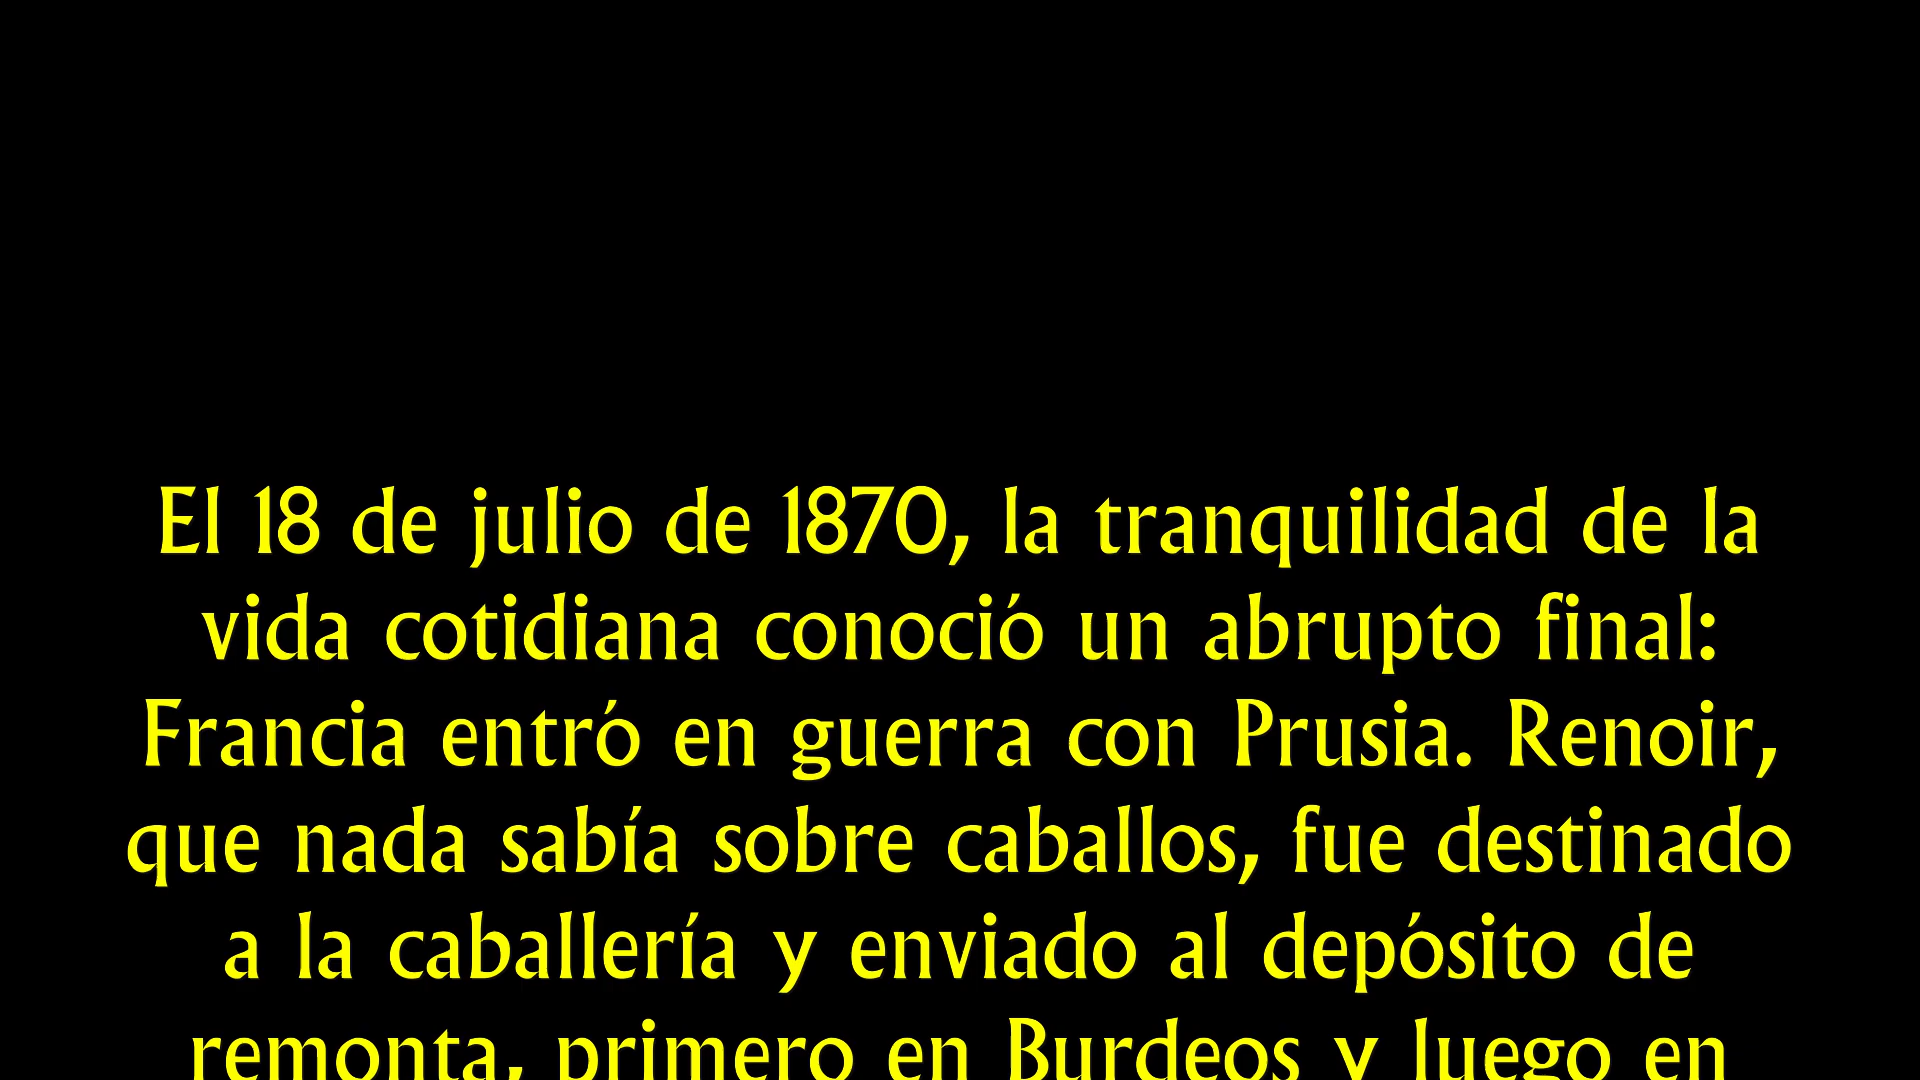 El 18 de julio de 1870, la tranquilidad de la
vida cotidiana conoció un abrupto final:
Francia entró en guerra con Prusia. Renoir,
que nada sabía sobre caballos, fue destinado
a la caballería y enviado al depósito de
remonta, primero en Burdeos y luego en